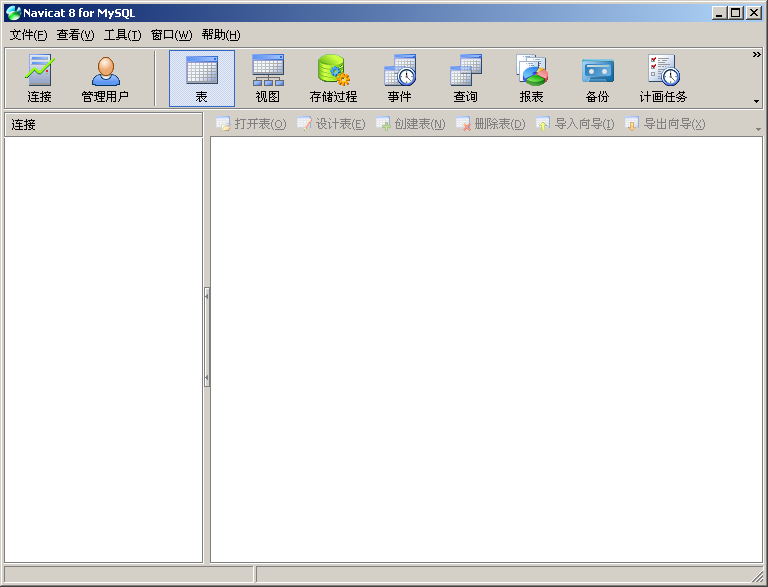 Navicat 8 for MySQL
文件(F) 查看(V) 工具(T) 窗口(W) 帮助(H)
连接 管理用户 表 视图 存储过程 事件 查询 报表 备份 计画任务
连接
打开表(O) 设计表(E) 创建表(N) 删除表(D) 导入向导(I) 导出向导(X)